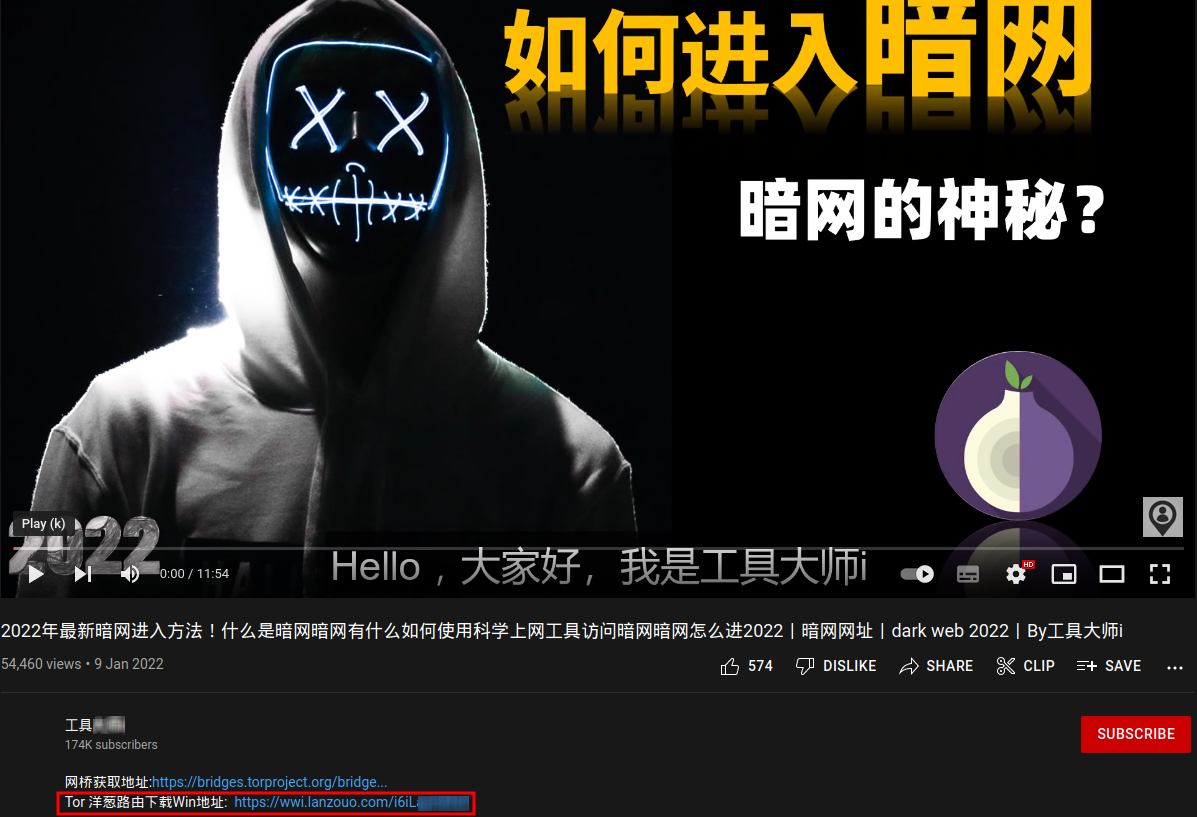 如何进入暗网
暗网的神秘？
2022
Play (k)
0:00 / 11:54
Hello，大家好，我是工具大师i
HD
2022年最新暗网进入方法！什么是暗网暗网有什么如何使用科学上网工具访问暗网暗网怎么进2022丨暗网网址丨dark web 2022丨By工具大师i
54,460 views • 9 Jan 2022
574
DISLIKE
SHARE
CLIP
SAVE
工具
174K subscribers
SUBSCRIBE
网桥获取地址:https://bridges.torproject.org/bridge...
Tor 洋葱路由下载Win地址: https://wwi.lanzouo.com/i6iL